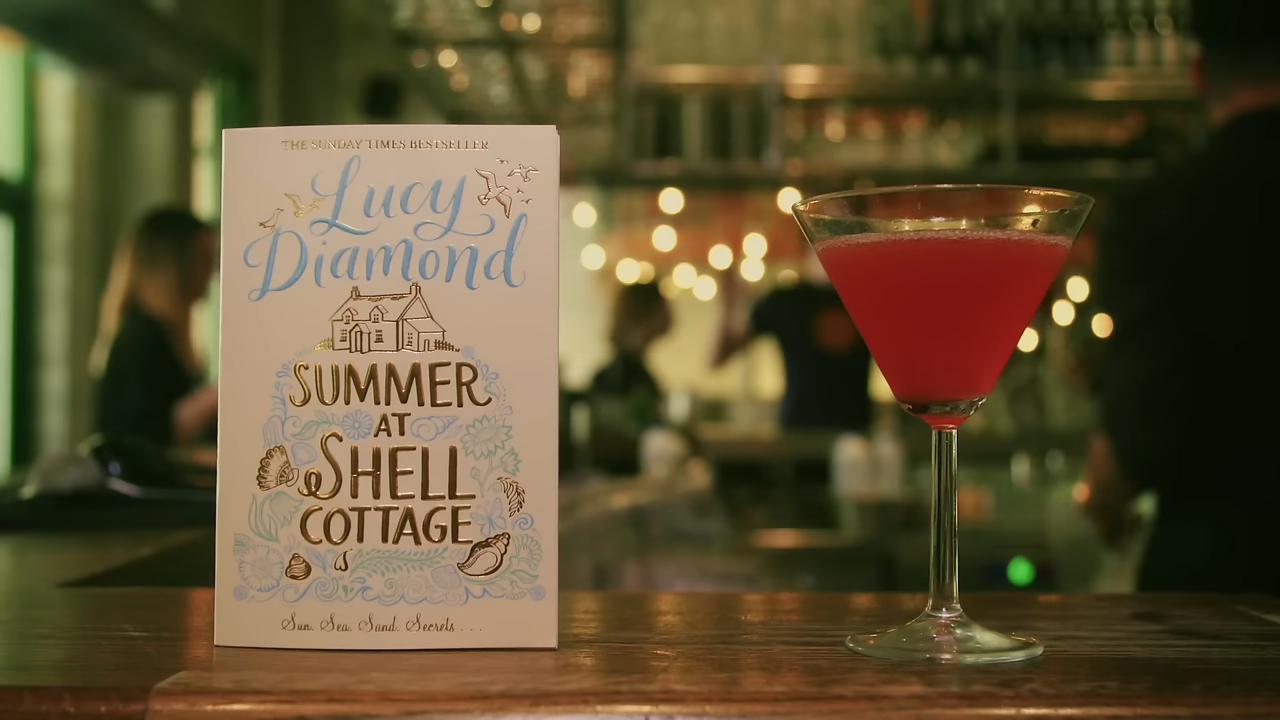 THE SUNDAY TIMES BESTSELLER
Lucy
Diamond
SUMMER
AT
SHELL
COTTAGE
Sun. Sea. Sand. Secrets . . .